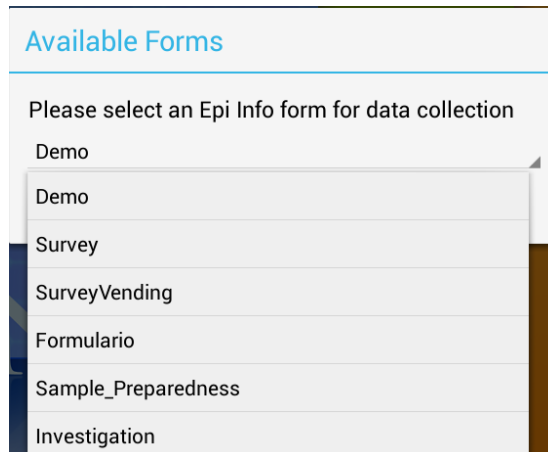 Available Forms
Please select an Epi Info form for data collection
Demo
Demo
Survey
SurveyVending
Formulario
Sample_Preparedness
Investigation